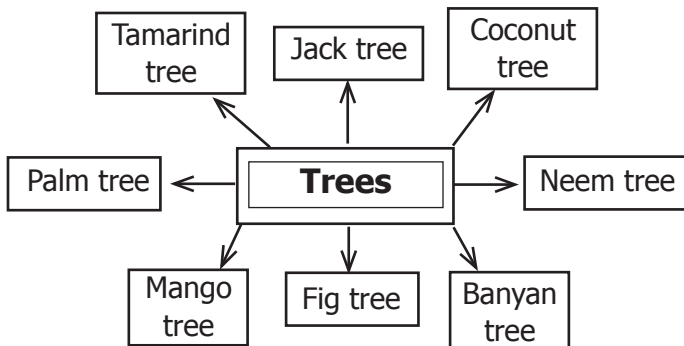 Tamarind
tree
Jack tree
Coconut
tree
Palm tree
Trees
Neem tree
Mango
tree
Fig tree
Banyan
tree